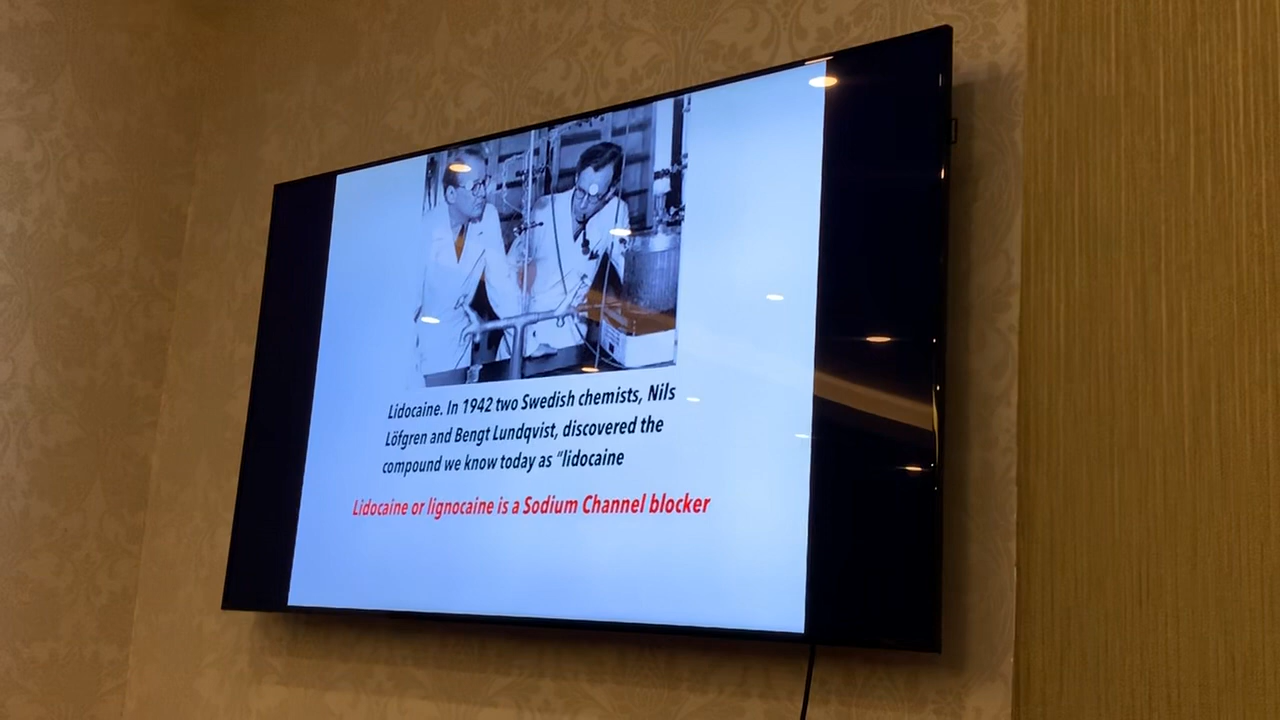 Lidocaine. In 1942 two Swedish chemists, Nils
Löfgren and Bengt Lundqvist, discovered the
compound we know today as "lidocaine
Lidocaine or lignocaine is a Sodium Channel blocker